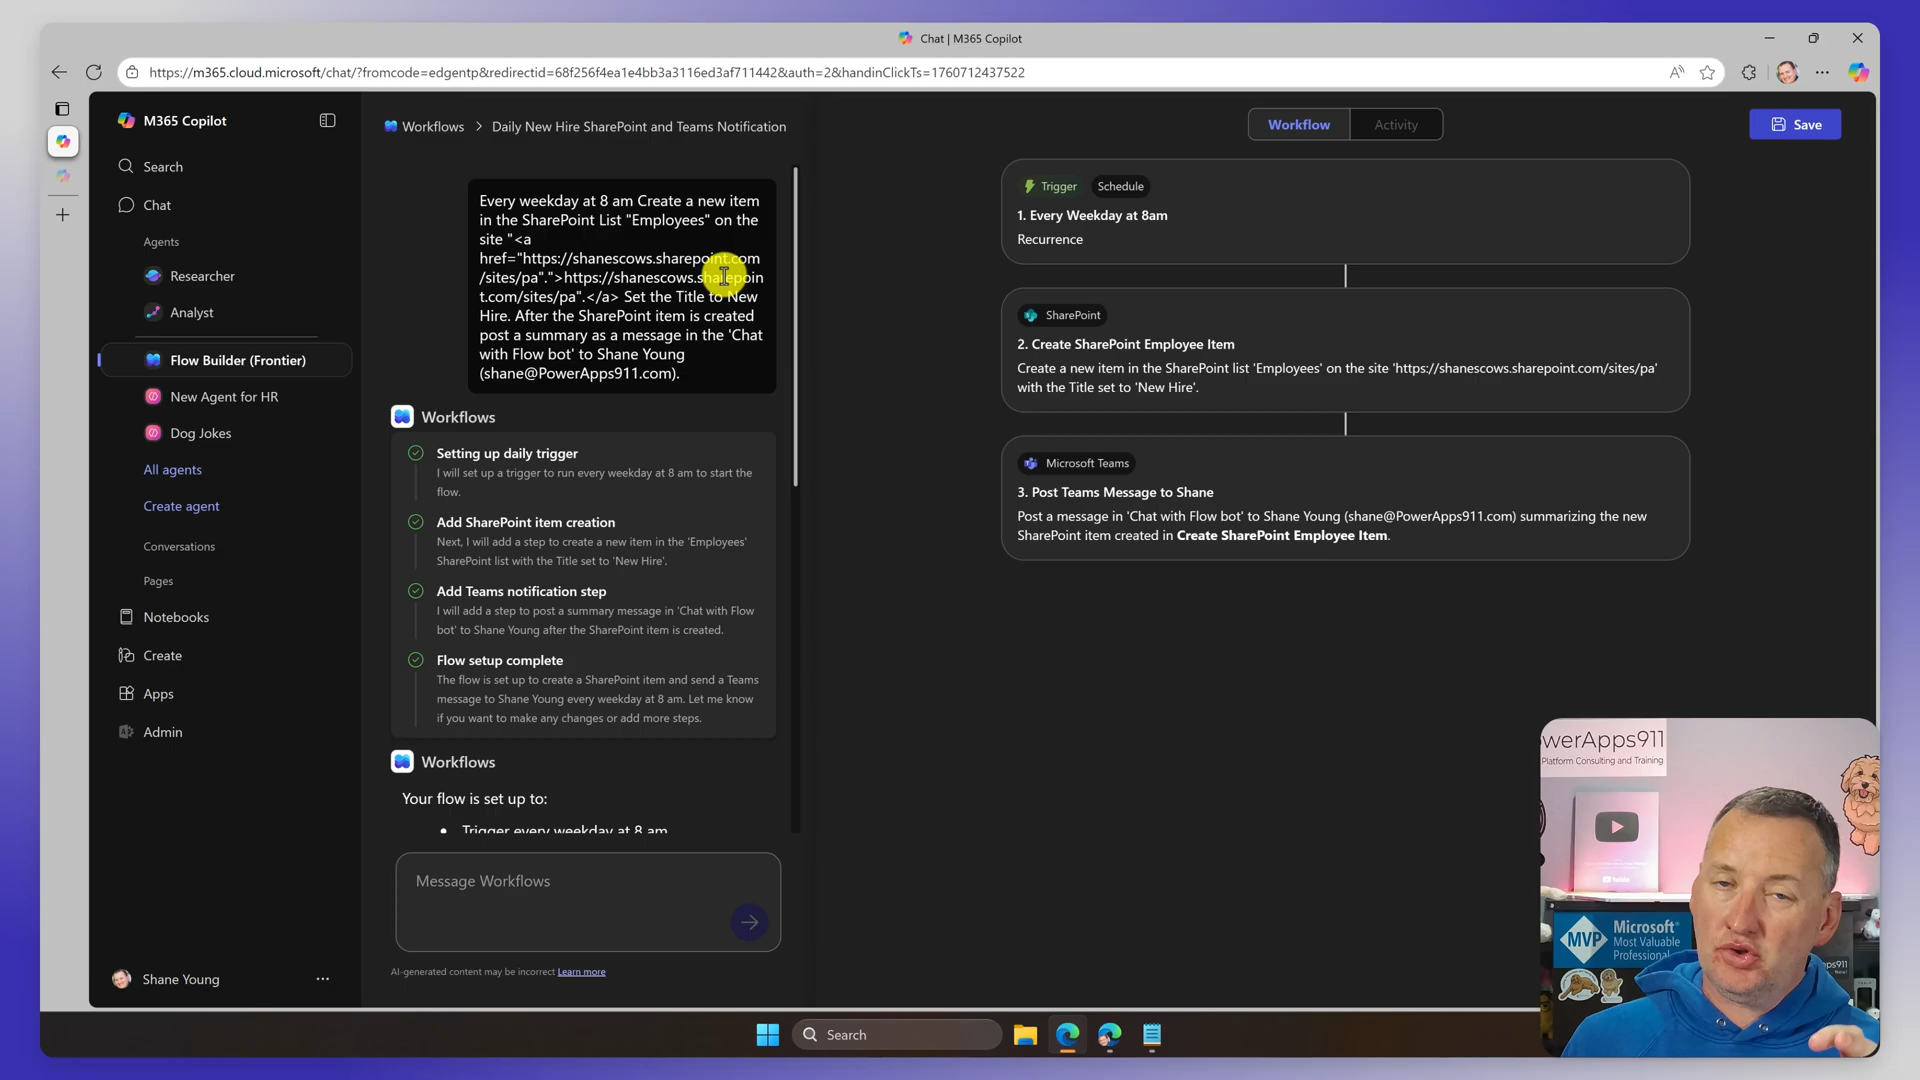 Chat | M365 Copilot
https://m365.cloud.microsoft/chat/?fromcode=edgentp&redirectid=68f256f4ea1e4bb3a3116ed3af711442&auth=2&handinClickTs=1760712437522
M365 Copilot
Search
Chat
Agents
Researcher
Analyst
Flow Builder (Frontier)
New Agent for HR
Dog Jokes
All agents
Create agent
Conversations
Pages
Notebooks
Create
Apps
Admin
Shane Young
Workflows > Daily New Hire SharePoint and Teams Notification
Every weekday at 8 am Create a new item
in the SharePoint List "Employees" on the
site "<a
href="https://shanescows.sharepoint.com
/sites/pa"."​>https://shanescows.sharepoin
t.com/sites/pa".</a> Set the Title to New
Hire. After the SharePoint item is created
post a summary as a message in the 'Chat
with Flow bot' to Shane Young
(shane@PowerApps911.com).
Workflows
Setting up daily trigger
I will set up a trigger to run every weekday at 8 am to start the
flow.
Add SharePoint item creation
Next, I will add a step to create a new item in the 'Employees'
SharePoint list with the Title set to 'New Hire'.
Add Teams notification step
I will add a step to post a summary message in 'Chat with Flow
bot' to Shane Young after the SharePoint item is created.
Flow setup complete
The flow is set up to create a SharePoint item and send a Teams
message to Shane Young every weekday at 8 am. Let me know
if you want to make any changes or add more steps.
Workflows
Your flow is set up to:
• Trigger every weekday at 8 am
Message Workflows
AI-generated content may be incorrect Learn more
Workflow
Activity
Save
Trigger
Schedule
1. Every Weekday at 8am
Recurrence
SharePoint
2. Create SharePoint Employee Item
Create a new item in the SharePoint list 'Employees' on the site 'https://shanescows.sharepoint.com/sites/pa'
with the Title set to 'New Hire'.
Microsoft Teams
3. Post Teams Message to Shane
Post a message in 'Chat with Flow bot' to Shane Young (shane@PowerApps911.com) summarizing the new
SharePoint item created in Create SharePoint Employee Item.
werApps911
Platform Consulting and Training
MVP
Microsoft
Most Valuable
Professional
Search